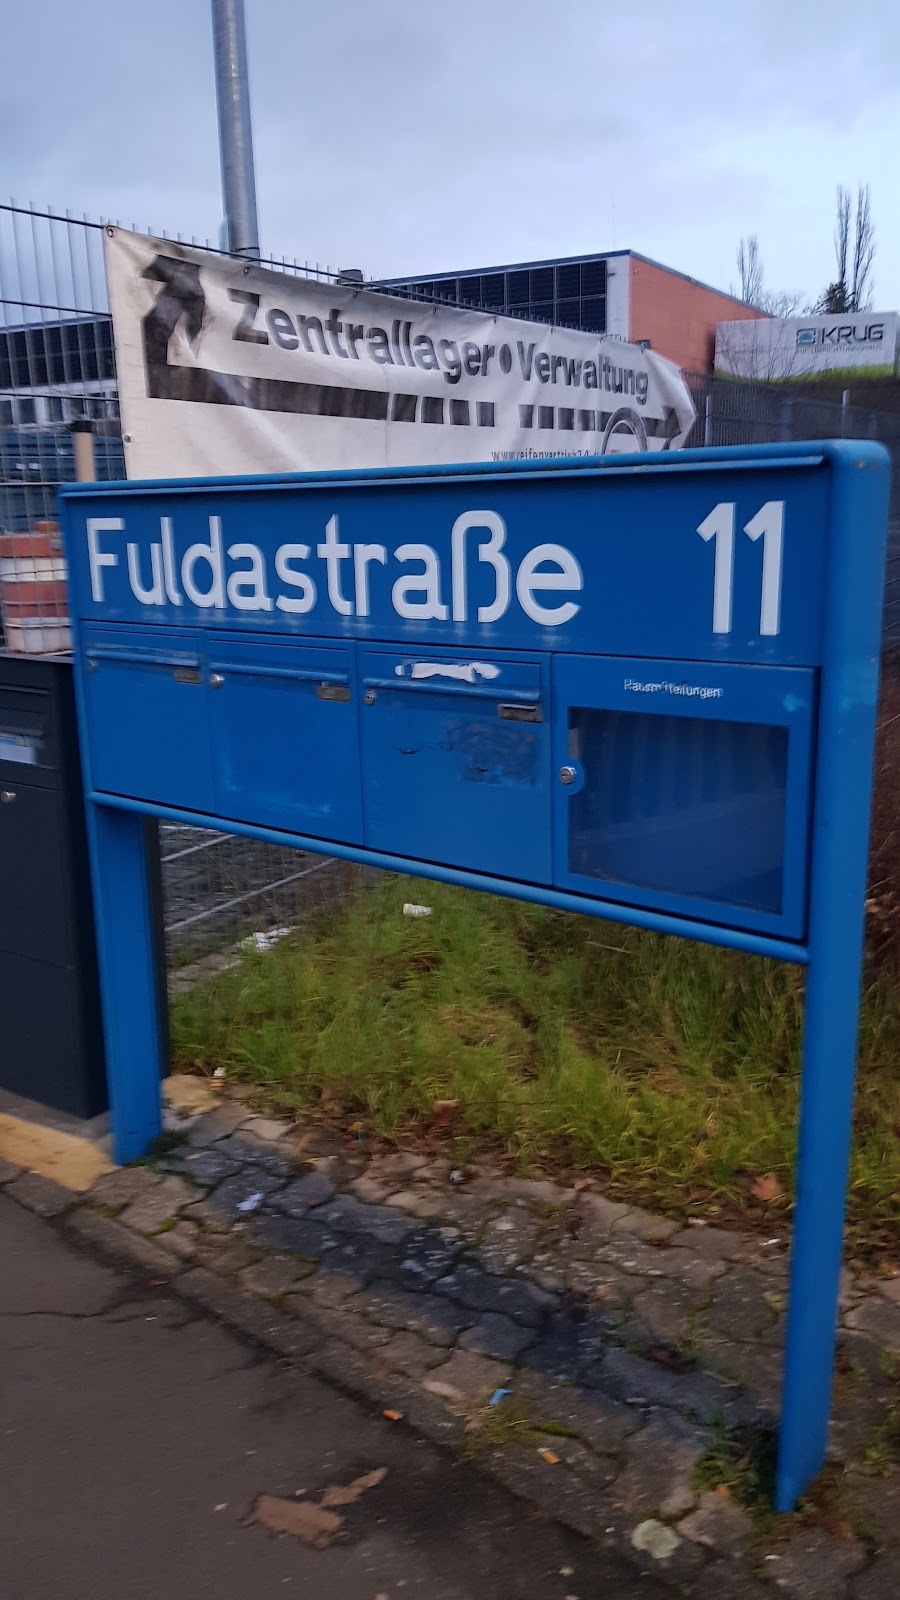 Zentrallager • Verwaltung
KRUG
Fuldastraße 11
Hausmitteilungen